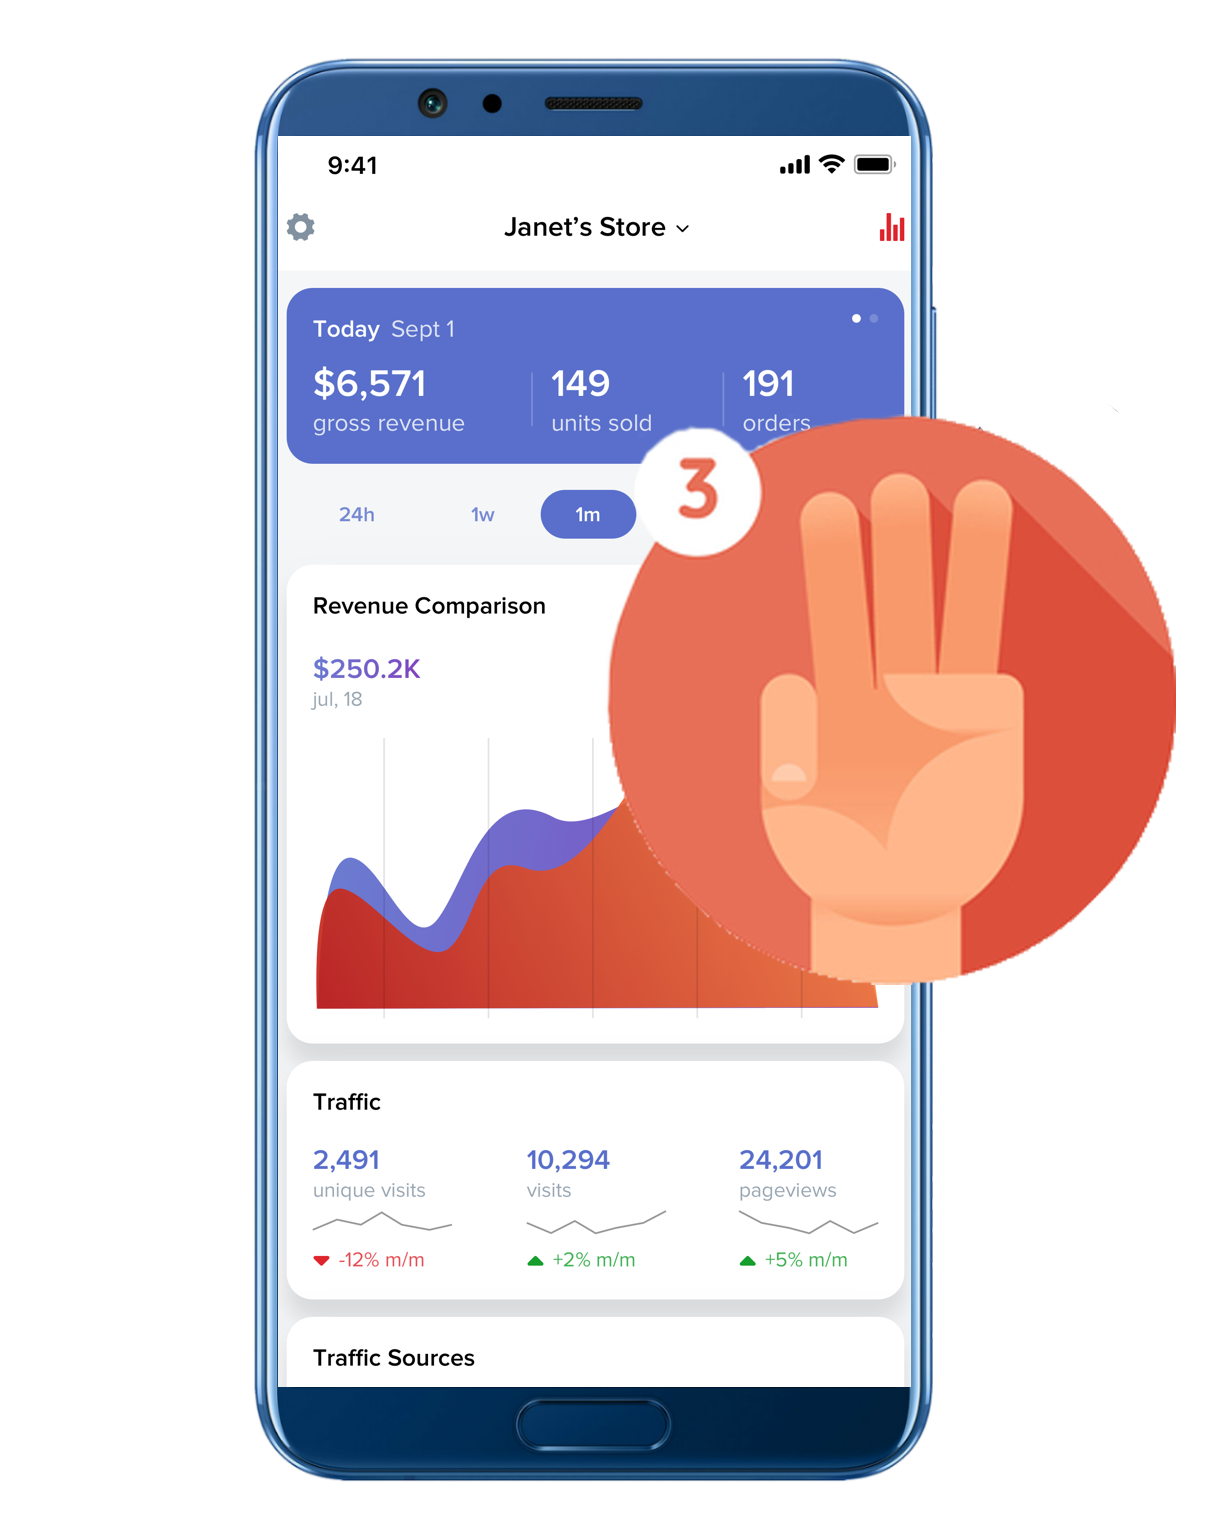 9:41
Janet’s Store
Today Sept 1
$6,571 149 191
gross revenue units sold orders
24h 1w 1m
3
Revenue Comparison
$250.2K
jul, 18
Traffic
2,491 10,294 24,201
unique visits visits pageviews
-12% m/m +2% m/m +5% m/m
Traffic Sources